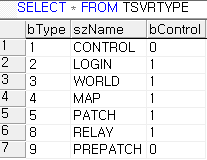 SELECT * FROM TSVRTYPE
bType szName bControl
1 1 CONTROL 0
2 2 LOGIN 1
3 3 WORLD 1
4 4 MAP 1
5 5 PATCH 1
6 8 RELAY 1
7 9 PREPATCH 0